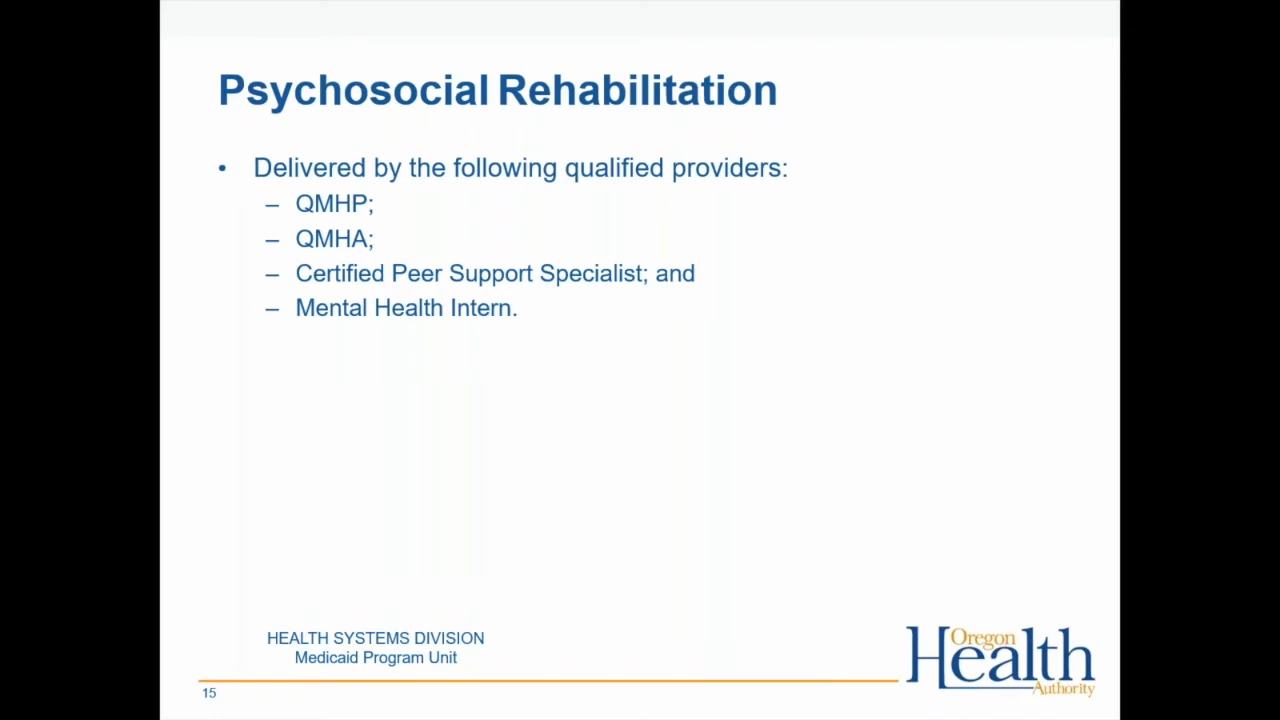 Psychosocial Rehabilitation
• Delivered by the following qualified providers:
– QMHP;
– QMHA;
– Certified Peer Support Specialist; and
– Mental Health Intern.
HEALTH SYSTEMS DIVISION
Medicaid Program Unit
15
Oregon
Health
Authority